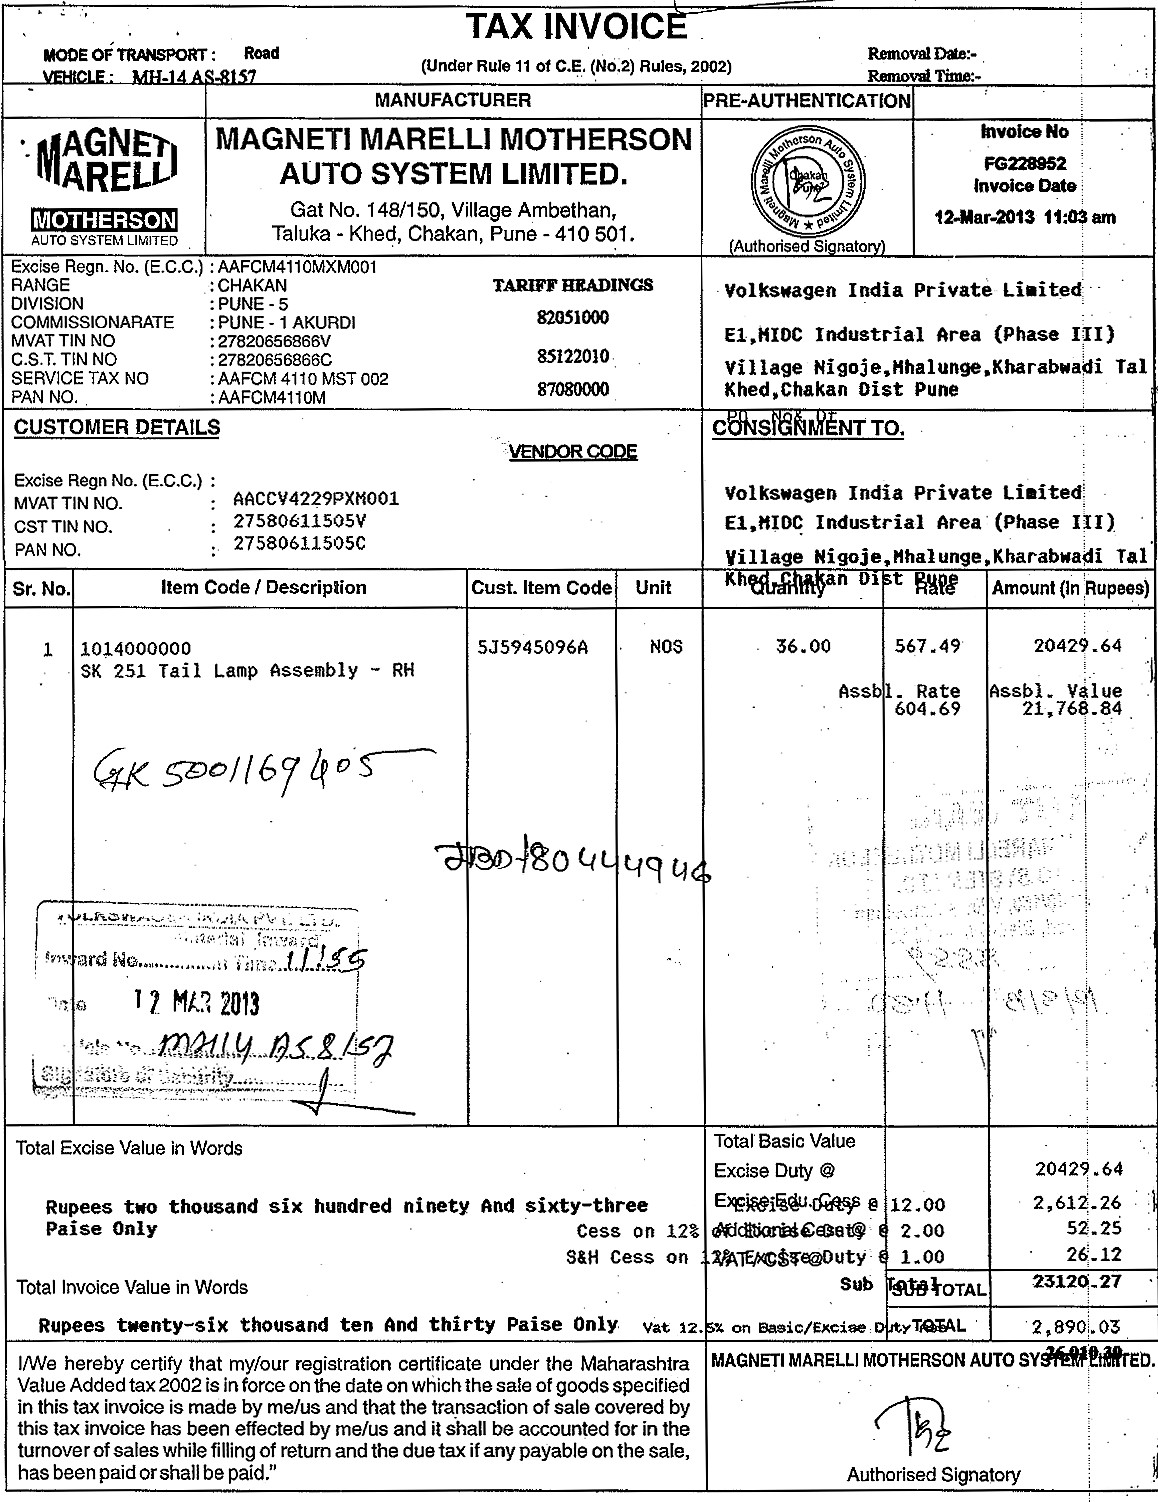 TAX INVOICE
MODE OF TRANSPORT : Road
VEHICLE : MH-14 AS-8157
(Under Rule 11 of C.E. (No.2) Rules, 2002)
Removal Date:-
Removal Time:-
MANUFACTURER
PRE-AUTHENTICATION
MAGNETI MARELLI
MOTHERSON
AUTO SYSTEM LIMITED
MAGNETI MARELLI MOTHERSON
AUTO SYSTEM LIMITED.
Gat No. 148/150, Village Ambethan,
Taluka - Khed, Chakan, Pune - 410 501.
Magneti Marelli Motherson Auto System Limited
Chakan
Pune
(Authorised Signatory)
Invoice No
FG228952
Invoice Date
12-Mar-2013 11:03 am
Excise Regn. No. (E.C.C.) : AAFCM4110MXM001
RANGE : CHAKAN
DIVISION : PUNE - 5
COMMISSIONARATE : PUNE - 1 AKURDI
MVAT TIN NO : 27820656866V
C.S.T. TIN NO : 27820656866C
SERVICE TAX NO : AAFCM 4110 MST 002
PAN NO. : AAFCM4110M
TARIFF HEADINGS
82051000
85122010
87080000
Volkswagen India Private Limited
E1,MIDC Industrial Area (Phase III)
Village Nigoje,Mhalunge,Kharabwadi Tal
Khed,Chakan Dist Pune
PO No& Dt
CUSTOMER DETAILS
VENDOR CODE
CONSIGNMENT TO.
Excise Regn No. (E.C.C.) :
MVAT TIN NO. : AACCV4229PXM001
CST TIN NO. : 27580611505V
PAN NO. : 27580611505C
Volkswagen India Private Limited
E1,MIDC Industrial Area (Phase III)
Village Nigoje,Mhalunge,Kharabwadi Tal
Khed,Chakan Dist Pune
Sr. No. Item Code / Description Cust. Item Code Unit Quantity Rate Amount (In Rupees)
1 1014000000 5J5945096A NOS 36.00 567.49 20429.64
SK 251 Tail Lamp Assembly - RH
Assbl. Rate Assbl. Value
604.69 21,768.84
GK 5001169405
180444946
VOLKSWAGEN INDIA PVT. LTD.
Material Inward
Inward No. Time 11:55
Date 12 MAR 2013
MH14 AS 8152
Total Excise Value in Words
Rupees two thousand six hundred ninety And sixty-three
Paise Only
Total Basic Value
Excise Duty @ 20429.64
Excise Edu. Cess @
Excise Duty @ 12.00 2,612.26
Additional Duty @
Cess on 12% of Excise Duty @ 2.00 52.25
VAT/CST @
S&H Cess on 12% Excise Duty @ 1.00 26.12
Sub Total 23120.27
SUB TOTAL
Total Invoice Value in Words
Rupees twenty-six thousand ten And thirty Paise Only
Vat 12.5% on Basic/Excise Duty 2,890.03
TOTAL
26,010.30
I/We hereby certify that my/our registration certificate under the Maharashtra
Value Added tax 2002 is in force on the date on which the sale of goods specified
in this tax invoice is made by me/us and that the transaction of sale covered by
this tax invoice has been effected by me/us and it shall be accounted for in the
turnover of sales while filling of return and the due tax if any payable on the sale,
has been paid or shall be paid."
MAGNETI MARELLI MOTHERSON AUTO SYSTEM LIMITED.
Authorised Signatory